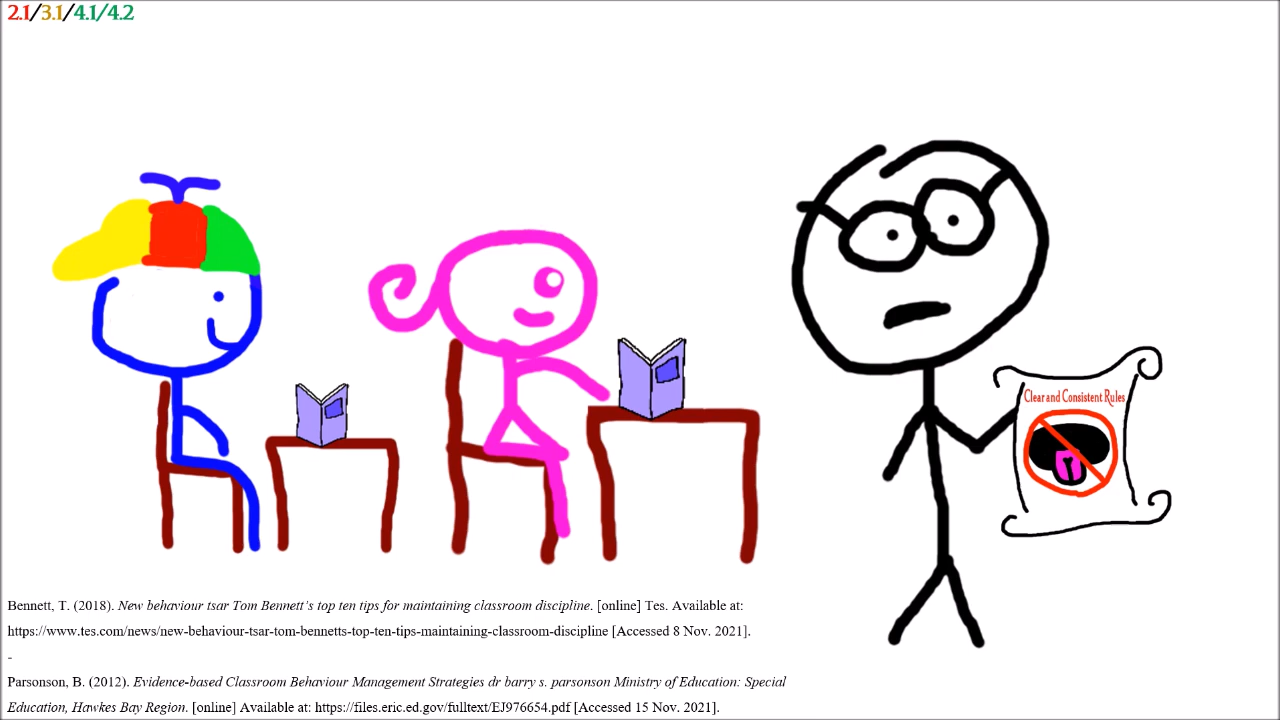 2.1/3.1/4.1/4.2
Clear and Consistent Rules
Bennett, T. (2018). New behaviour tsar Tom Bennett’s top ten tips for maintaining classroom discipline. [online] Tes. Available at:
https://www.tes.com/news/new-behaviour-tsar-tom-bennetts-top-ten-tips-maintaining-classroom-discipline [Accessed 8 Nov. 2021].
-
Parsonson, B. (2012). Evidence-based Classroom Behaviour Management Strategies dr barry s. parsonson Ministry of Education: Special
Education, Hawkes Bay Region. [online] Available at: https://files.eric.ed.gov/fulltext/EJ976654.pdf [Accessed 15 Nov. 2021].